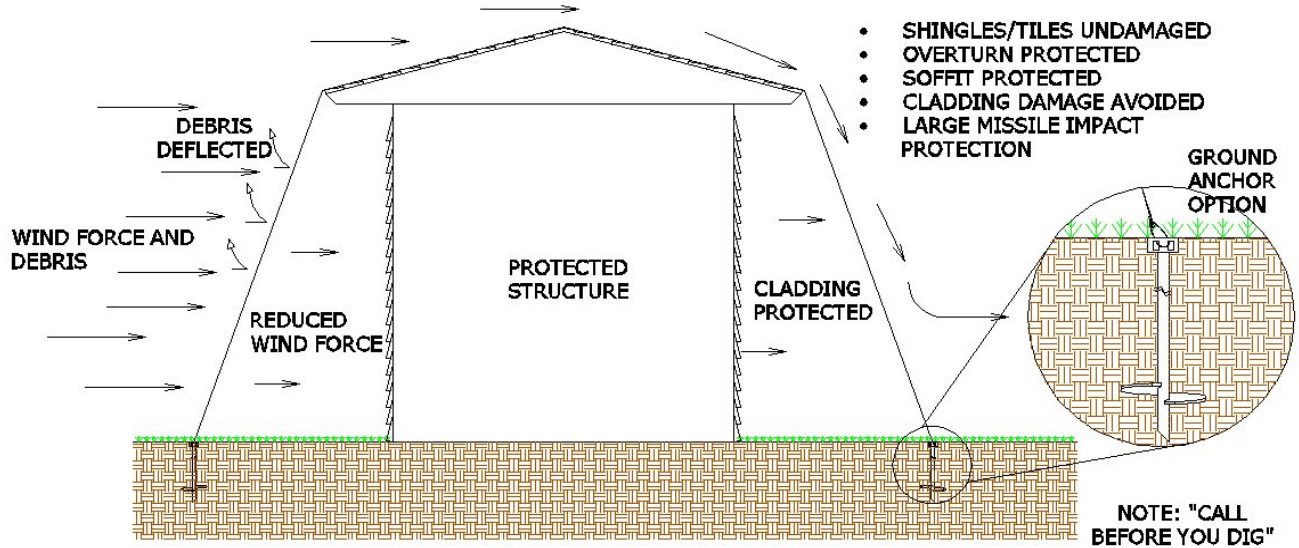 • SHINGLES/TILES UNDAMAGED
• OVERTURN PROTECTED
• SOFFIT PROTECTED
• CLADDING DAMAGE AVOIDED
• LARGE MISSILE IMPACT
PROTECTION
DEBRIS
DEFLECTED
GROUND
ANCHOR
OPTION
WIND FORCE AND
DEBRIS
PROTECTED
STRUCTURE
CLADDING
PROTECTED
REDUCED
WIND FORCE
NOTE: "CALL
BEFORE YOU DIG"